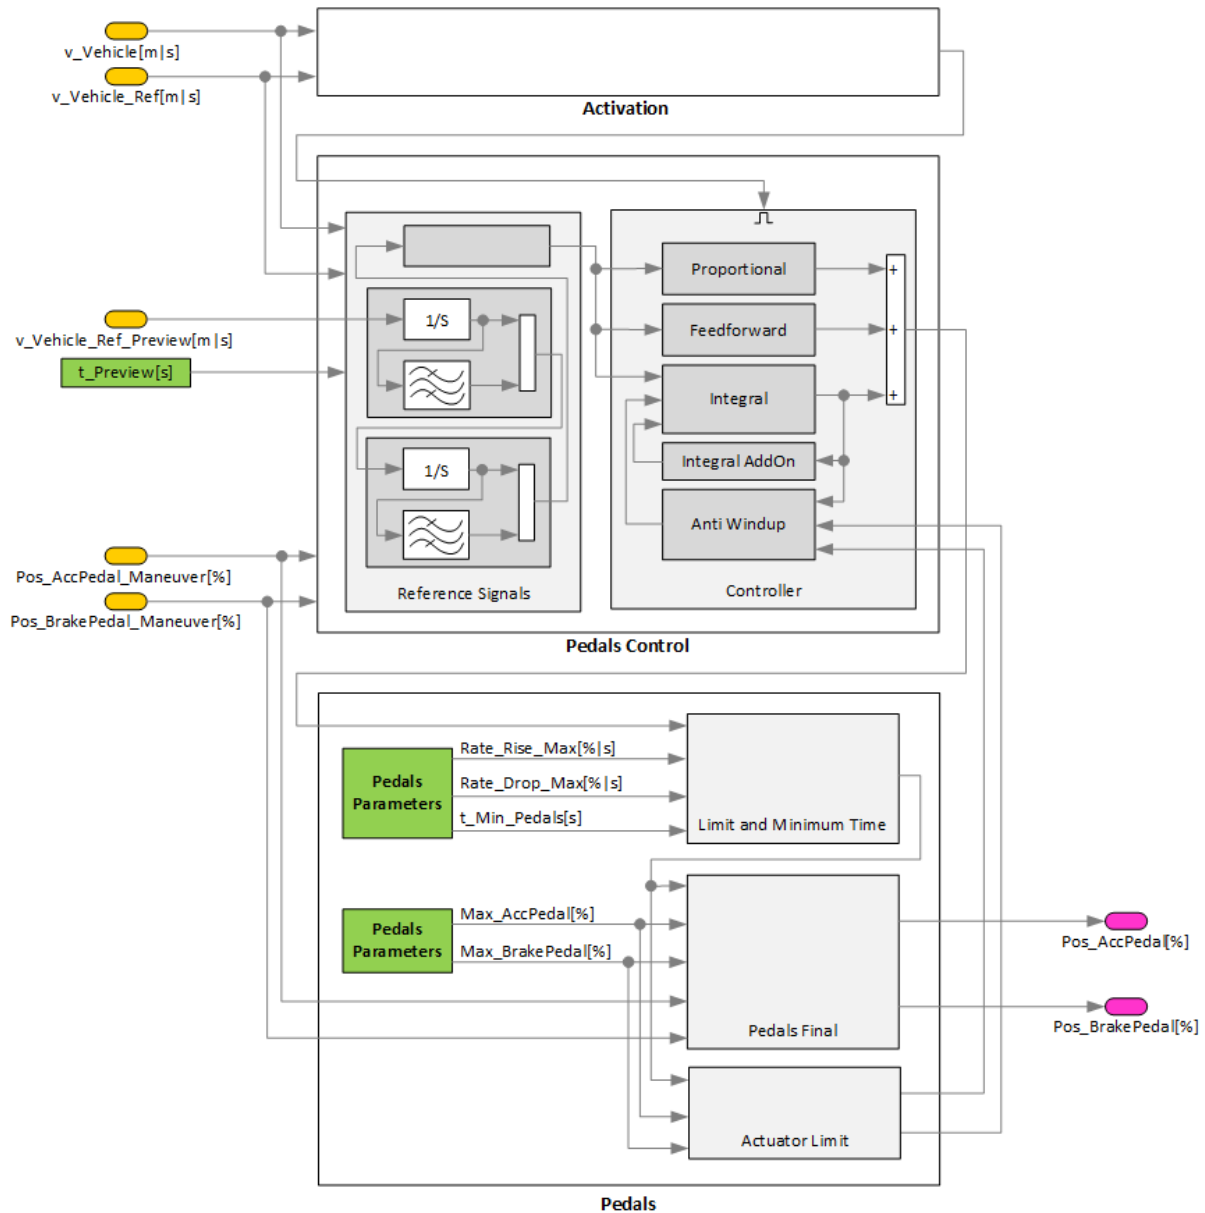 v_Vehicle[m|s]
v_Vehicle_Ref[m|s]
Activation
v_Vehicle_Ref_Preview[m|s]
t_Preview[s]
1/S
1/S
Reference Signals
Proportional
Feedforward
Integral
Integral AddOn
Anti Windup
+
+
+
Controller
Pos_AccPedal_Maneuver[%]
Pos_BrakePedal_Maneuver[%]
Pedals Control
Pedals
Parameters
Rate_Rise_Max[%|s]
Rate_Drop_Max[%|s]
t_Min_Pedals[s]
Limit and Minimum Time
Pedals
Parameters
Max_AccPedal[%]
Max_BrakePedal[%]
Pedals Final
Pos_AccPedal[%]
Pos_BrakePedal[%]
Actuator Limit
Pedals